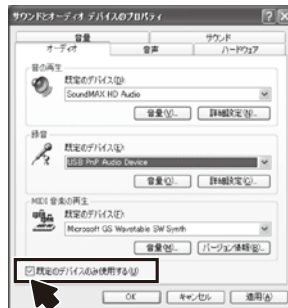 サウンドとオーディオ デバイスのプロパティ
音量 サウンド
オーディオ 音声 ハードウェア
音の再生
既定のデバイス(D):
SoundMAX HD Audio
音量(V)... 詳細設定(N)...
録音
既定のデバイス(E):
USB PnP Audio Device
音量(O)... 詳細設定(C)...
MIDI 音楽の再生
既定のデバイス(F):
Microsoft GS Wavetable SW Synth
音量(M)... バージョン情報(B)...
既定のデバイスのみ使用する(U)
OK キャンセル 適用(A)